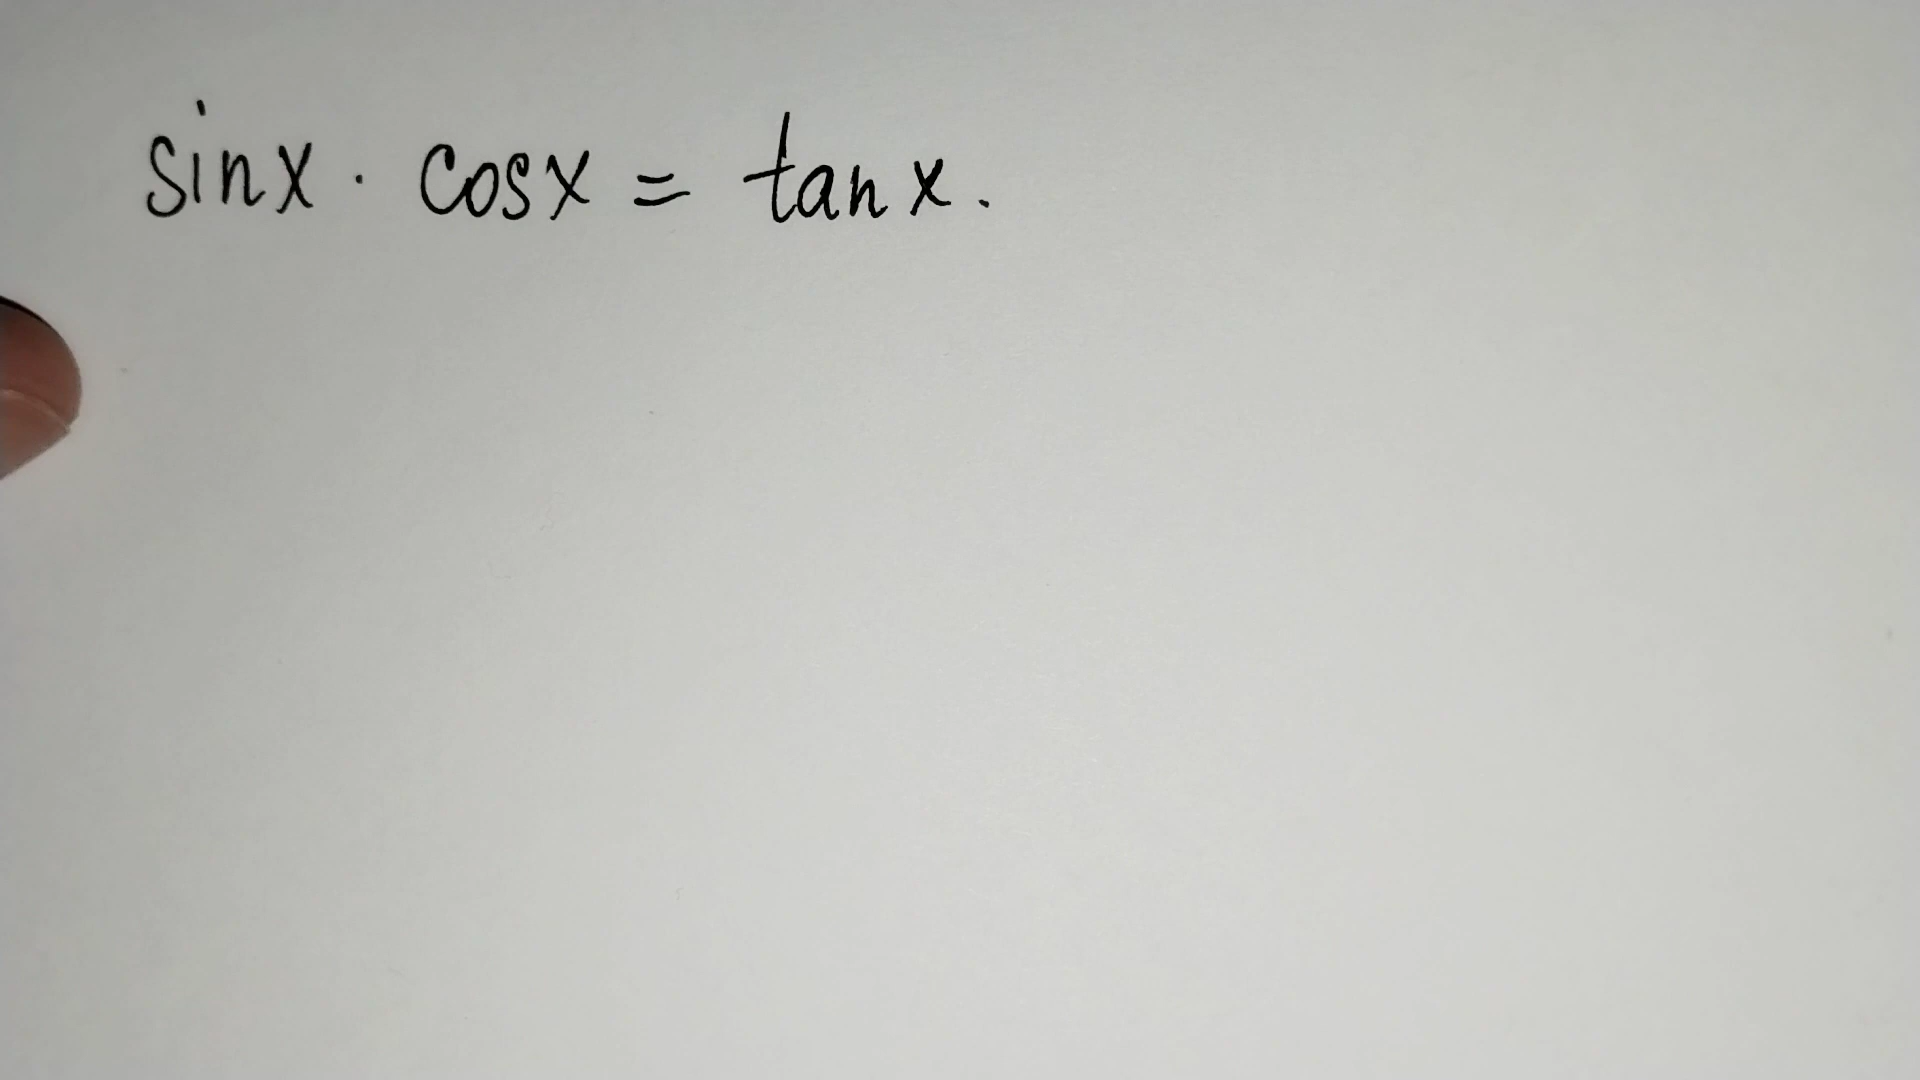 sinx · cosx = tanx.